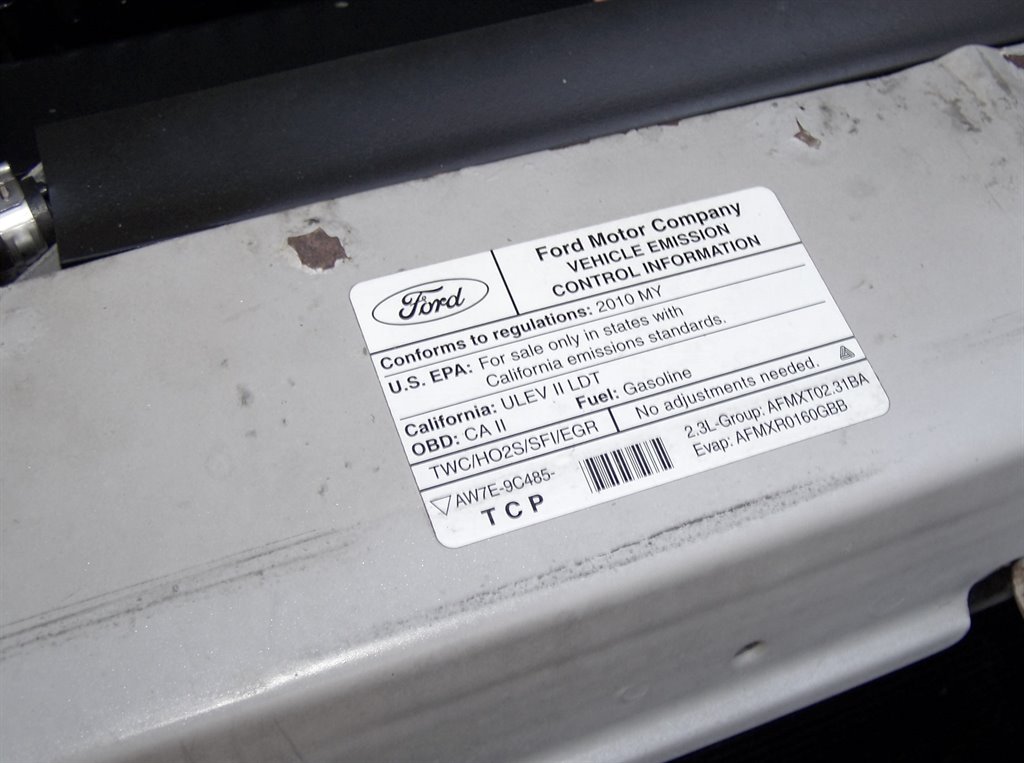 Ford
Ford Motor Company
VEHICLE EMISSION
CONTROL INFORMATION
Conforms to regulations: 2010 MY
U.S. EPA: For sale only in states with
California emissions standards.
California: ULEV II LDT
OBD: CA II
Fuel: Gasoline
TWC/HO2S/SFI/EGR
No adjustments needed.
AW7E-9C485-
TCP
2.3L-Group: AFMXT02.31BA
Evap: AFMXR0160GBB